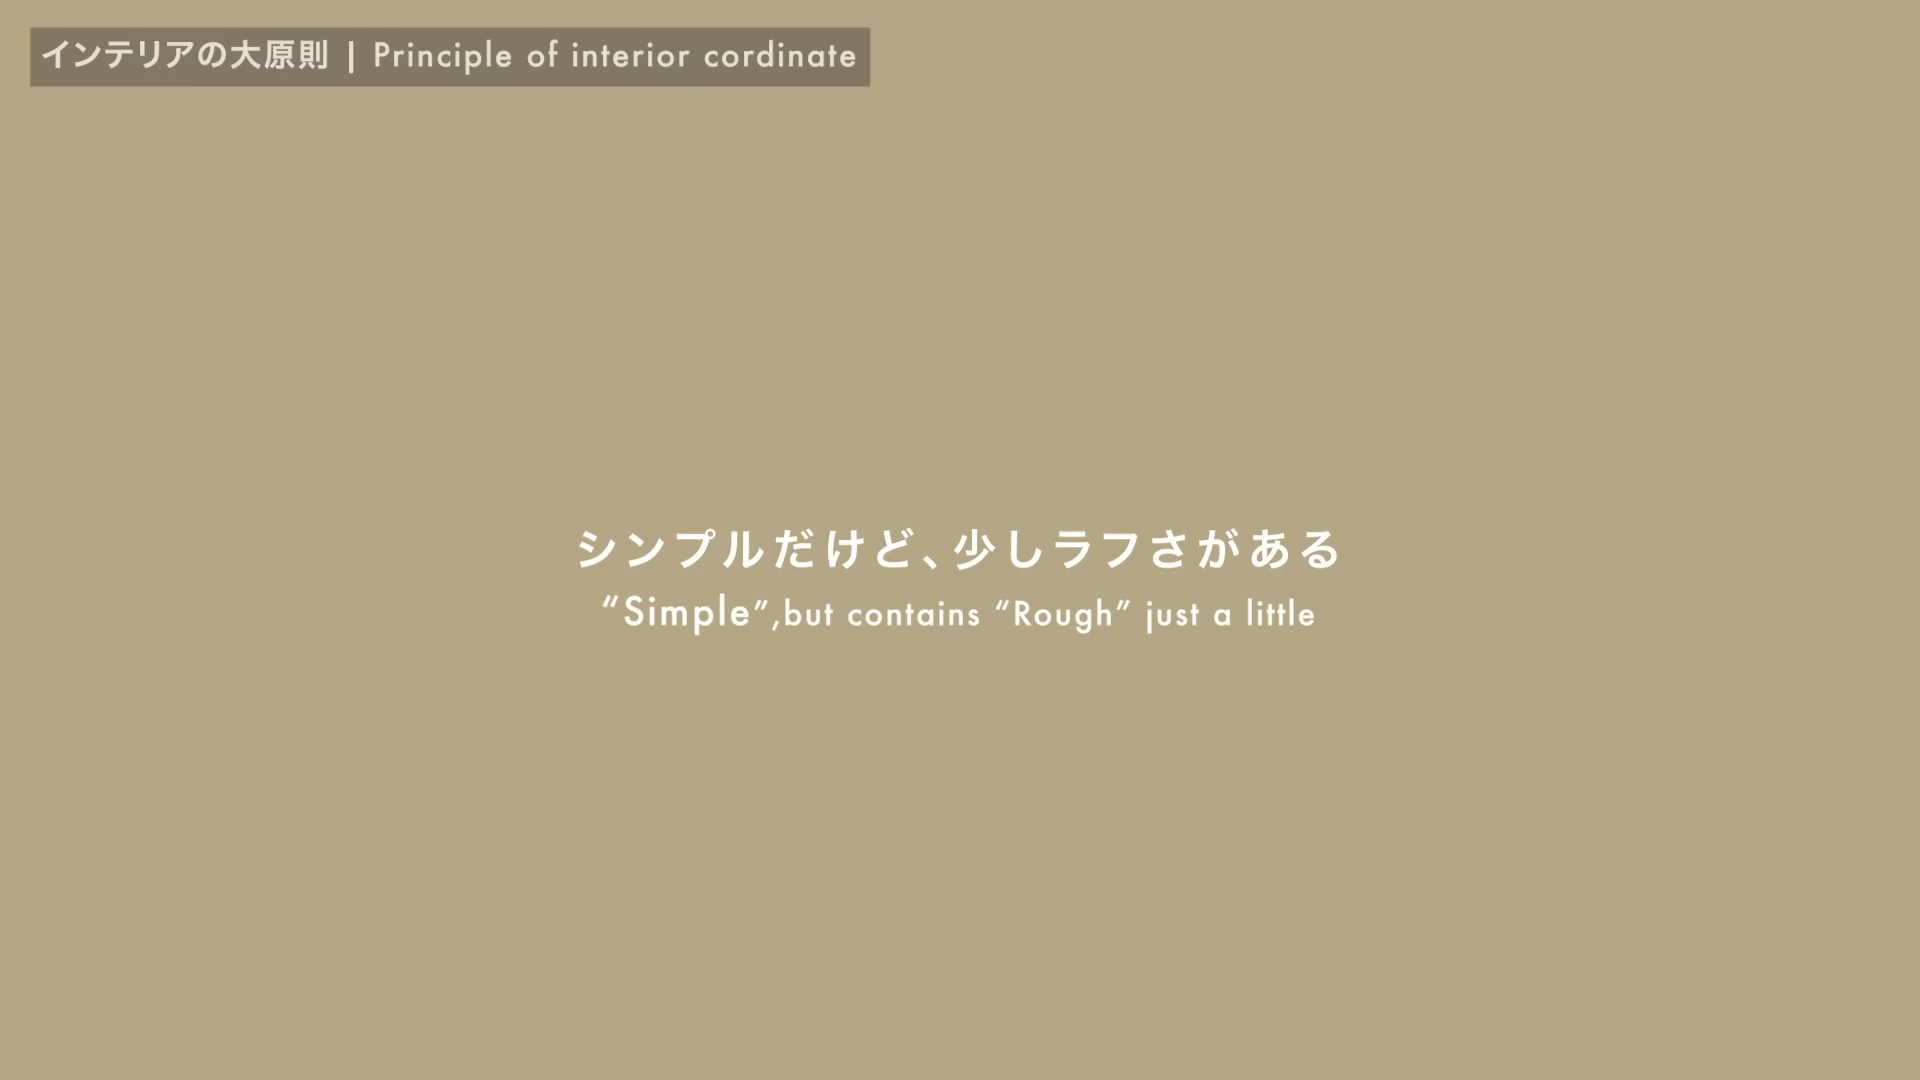 インテリアの大原則 | Principle of interior cordinate
シンプルだけど、少しラフさがある
“Simple”,but contains “Rough” just a little